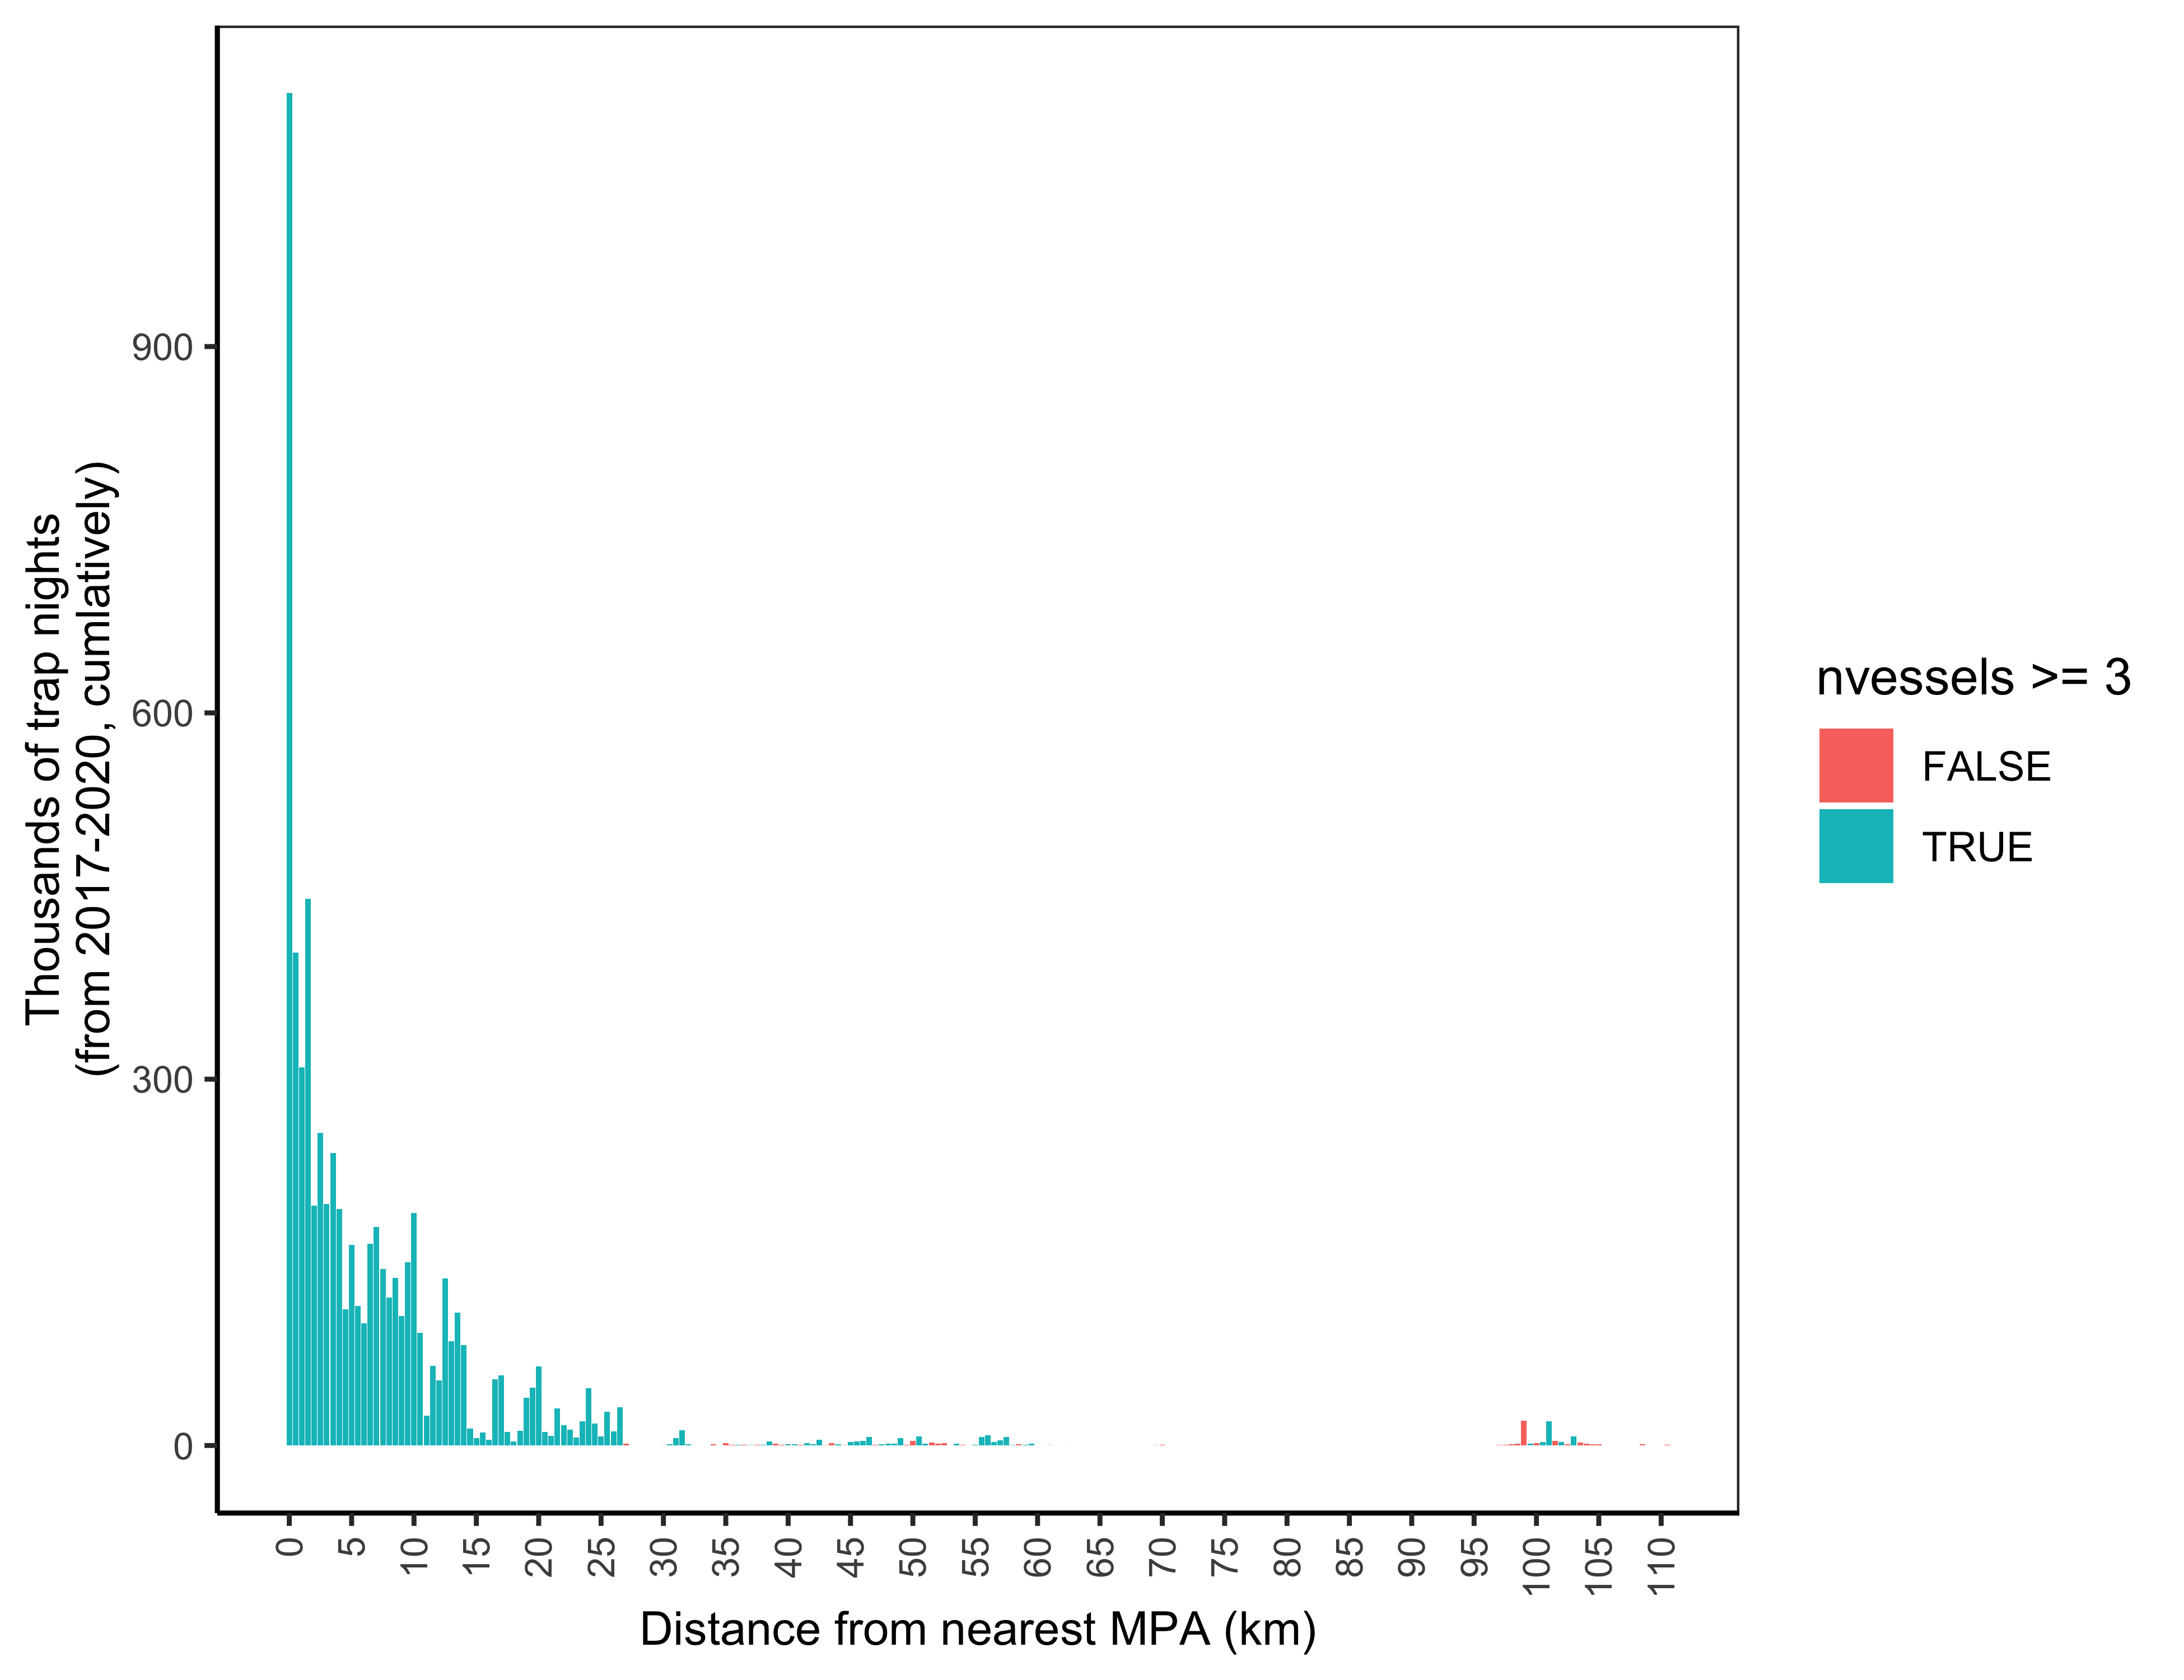 Thousands of trap nights
(from 2017-2020, cumlatively)
900
600
300
0
0 5 10 15 20 25 30 35 40 45 50 55 60 65 70 75 80 85 90 95 100 105 110
Distance from nearest MPA (km)
nvessels >= 3
FALSE
TRUE